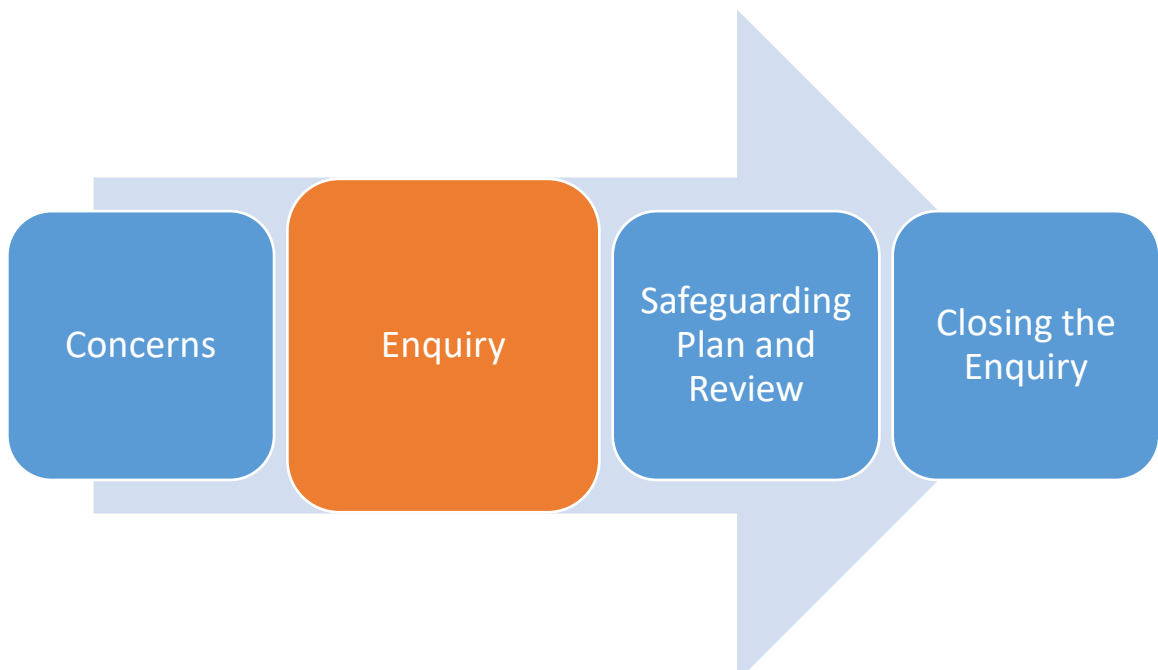 Concerns
Enquiry
Safeguarding
Plan and
Review
Closing the
Enquiry